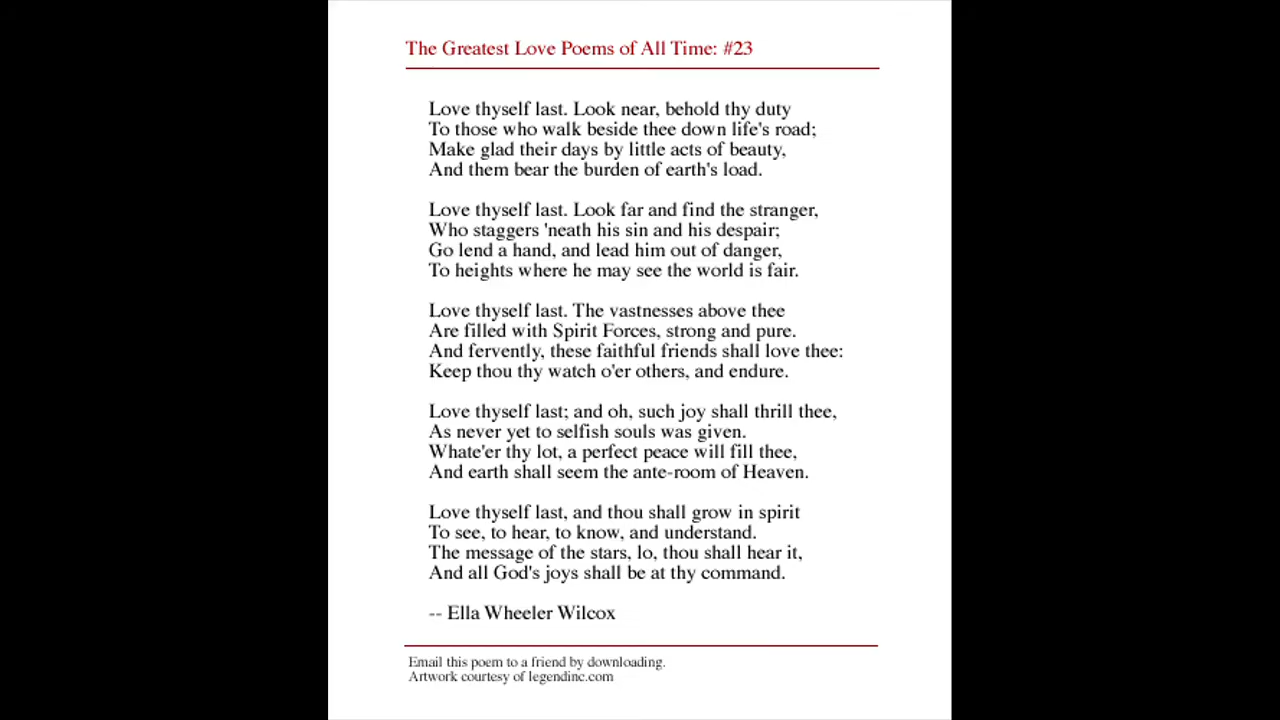 The Greatest Love Poems of All Time: #23
Love thyself last. Look near, behold thy duty
To those who walk beside thee down life's road;
Make glad their days by little acts of beauty,
And them bear the burden of earth's load.
Love thyself last. Look far and find the stranger,
Who staggers 'neath his sin and his despair;
Go lend a hand, and lead him out of danger,
To heights where he may see the world is fair.
Love thyself last. The vastnesses above thee
Are filled with Spirit Forces, strong and pure.
And fervently, these faithful friends shall love thee:
Keep thou thy watch o'er others, and endure.
Love thyself last; and oh, such joy shall thrill thee,
As never yet to selfish souls was given.
Whate'er thy lot, a perfect peace will fill thee,
And earth shall seem the ante-room of Heaven.
Love thyself last, and thou shall grow in spirit
To see, to hear, to know, and understand.
The message of the stars, lo, thou shall hear it,
And all God's joys shall be at thy command.
-- Ella Wheeler Wilcox
Email this poem to a friend by downloading.
Artwork courtesy of legendinc.com